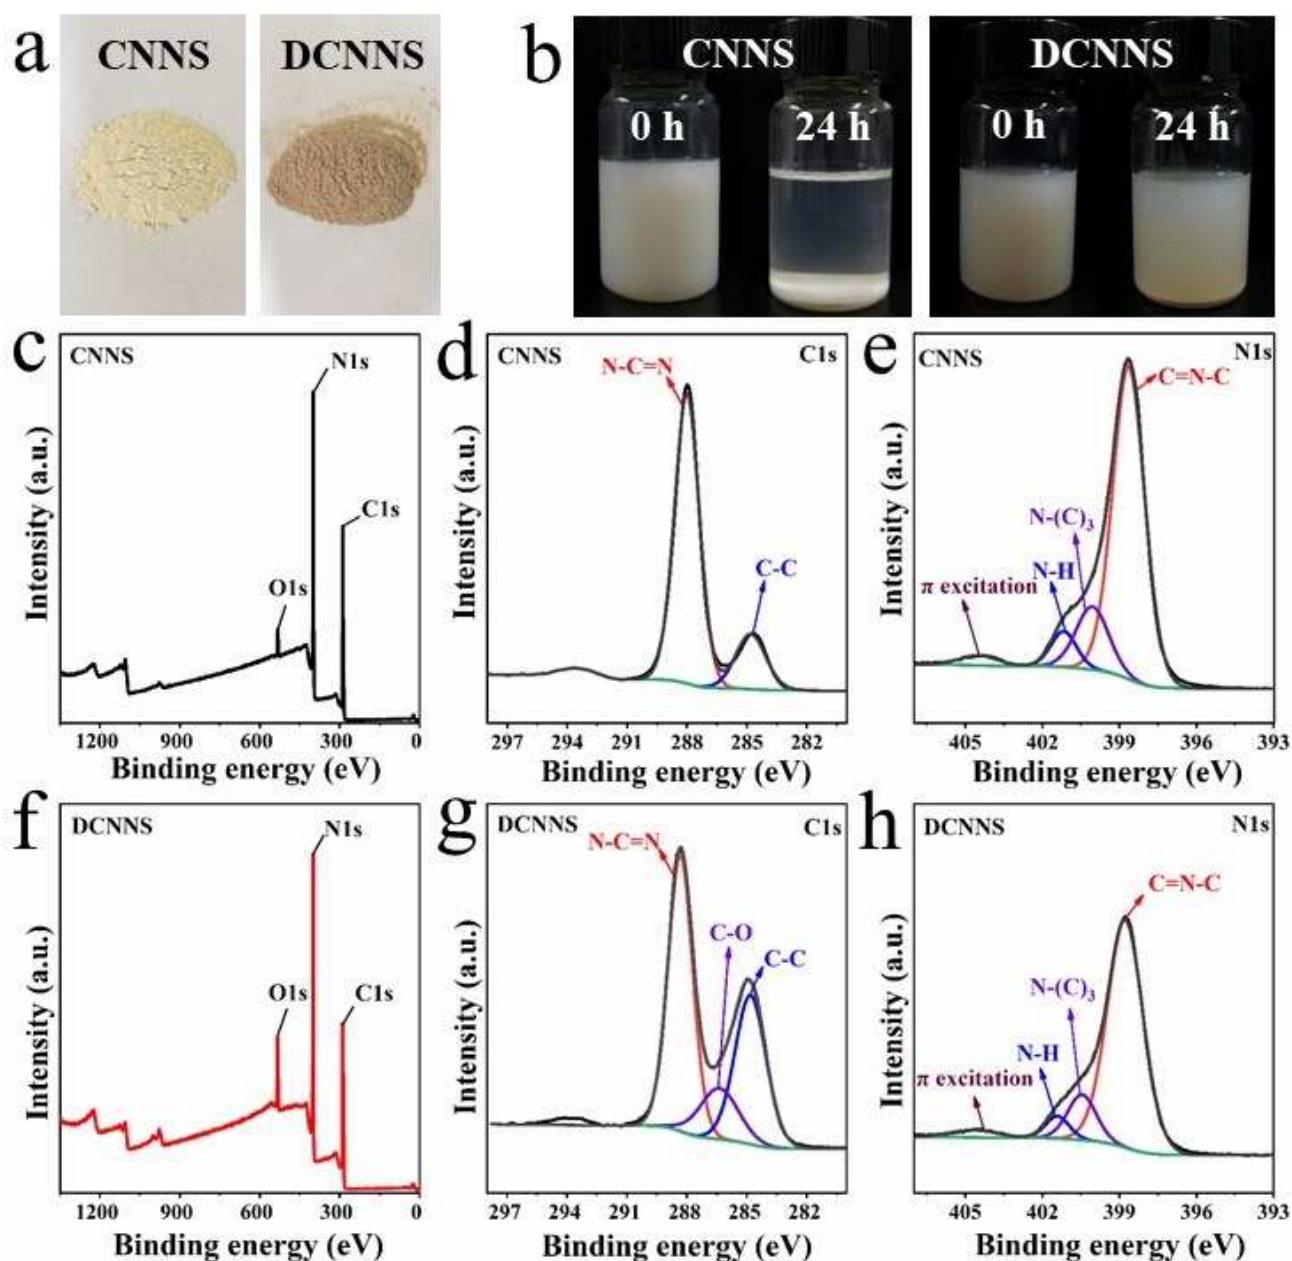 a
CNNS
DCNNS
b
CNNS
0 h
24 h
DCNNS
0 h
24 h
c
CNNS
N1s
C1s
O1s
Intensity (a.u.)
1200 900 600 300 0
Binding energy (eV)
d
CNNS
C1s
N-C=N
C-C
Intensity (a.u.)
297 294 291 288 285 282
Binding energy (eV)
e
CNNS
N1s
C=N-C
N-(C)₃
N-H
π excitation
Intensity (a.u.)
405 402 399 396 393
Binding energy (eV)
f
DCNNS
N1s
O1s
C1s
Intensity (a.u.)
1200 900 600 300 0
Binding energy (eV)
g
DCNNS
C1s
N-C=N
C-O
C-C
Intensity (a.u.)
297 294 291 288 285 282
Binding energy (eV)
h
DCNNS
N1s
C=N-C
N-(C)₃
N-H
π excitation
Intensity (a.u.)
405 402 399 396 393
Binding energy (eV)